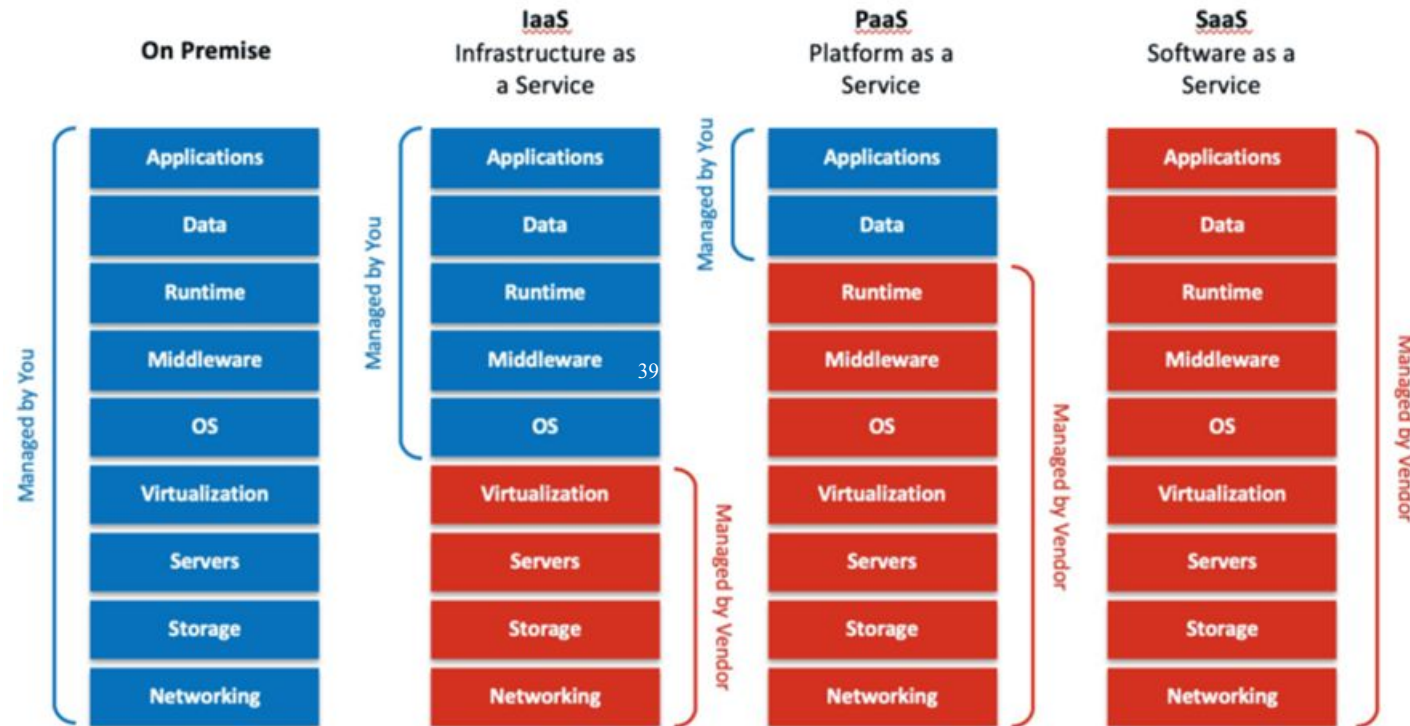 On Premise
Managed by You
Applications
Data
Runtime
Middleware
OS
Virtualization
Servers
Storage
Networking
IaaS
Infrastructure as
a Service
Managed by You
Applications
Data
Runtime
Middleware
39
OS
Virtualization
Servers
Storage
Networking
Managed by Vendor
PaaS
Platform as a
Service
Managed by You
Applications
Data
Runtime
Middleware
OS
Virtualization
Servers
Storage
Networking
Managed by Vendor
SaaS
Software as a
Service
Applications
Data
Runtime
Middleware
OS
Virtualization
Servers
Storage
Networking
Managed by Vendor